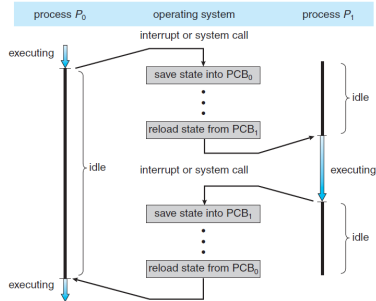 process P0 operating system process P1
interrupt or system call
executing
save state into PCB0
idle
reload state from PCB1
idle
interrupt or system call
executing
save state into PCB1
idle
reload state from PCB0
executing